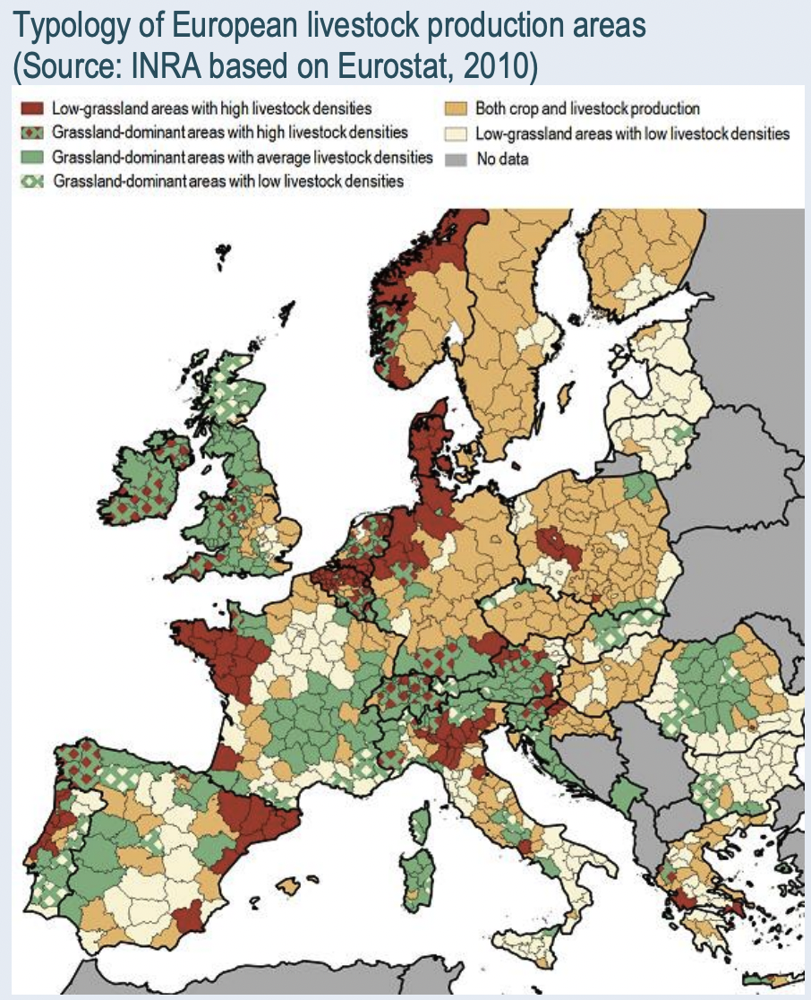 Typology of European livestock production areas
(Source: INRA based on Eurostat, 2010)
Low-grassland areas with high livestock densities
Grassland-dominant areas with high livestock densities
Grassland-dominant areas with average livestock densities
Grassland-dominant areas with low livestock densities
Both crop and livestock production
Low-grassland areas with low livestock densities
No data